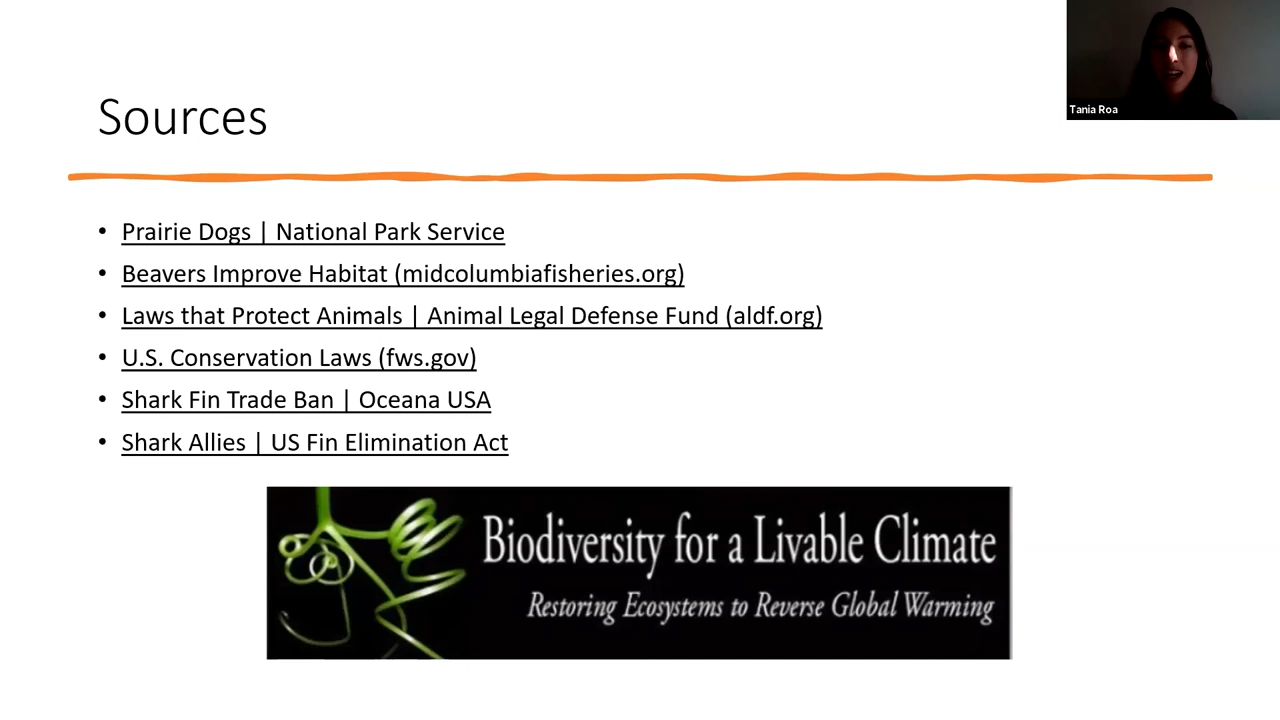 Tania Roa
Sources
• Prairie Dogs | National Park Service
• Beavers Improve Habitat (midcolumbiafisheries.org)
• Laws that Protect Animals | Animal Legal Defense Fund (aldf.org)
• U.S. Conservation Laws (fws.gov)
• Shark Fin Trade Ban | Oceana USA
• Shark Allies | US Fin Elimination Act
Biodiversity for a Livable Climate
Restoring Ecosystems to Reverse Global Warming